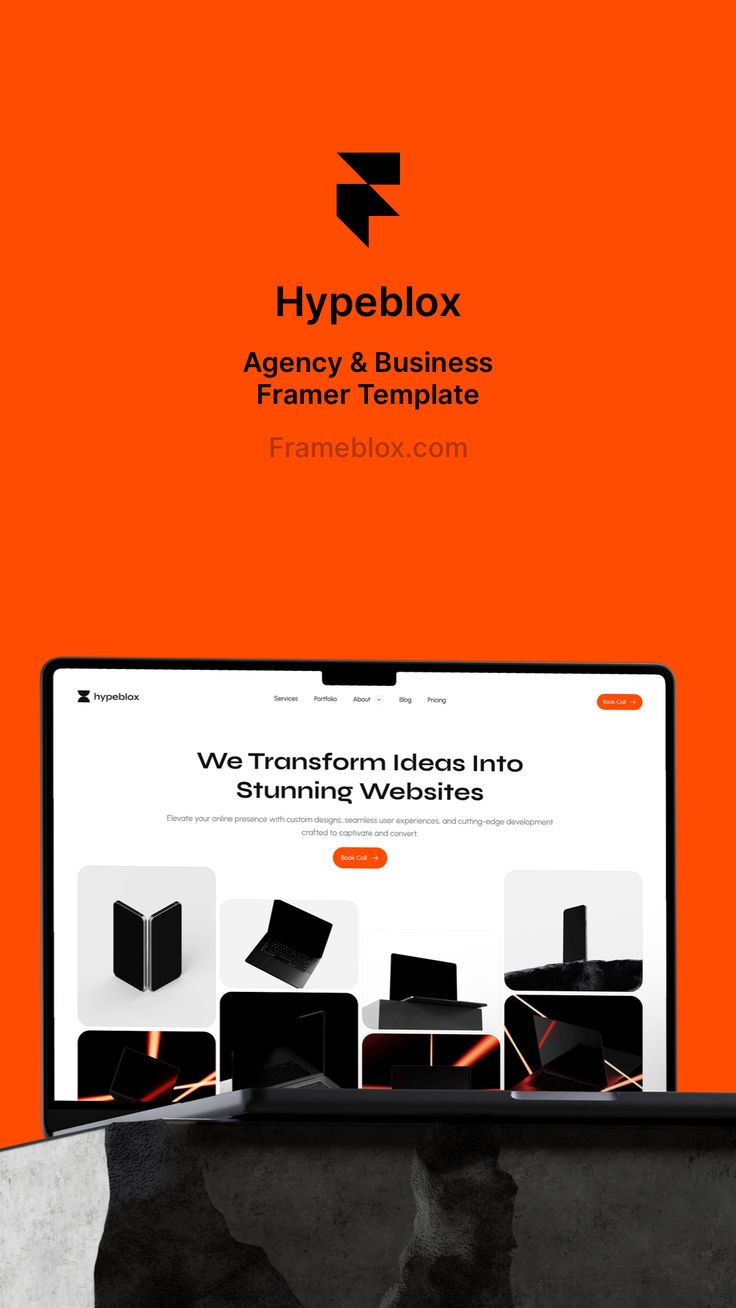 Hypeblox
Agency & Business
Framer Template
Frameblox.com
hypeblox
Services Portfolio About Blog Pricing
Book Call
We Transform Ideas Into
Stunning Websites
Elevate your online presence with custom designs, seamless user experiences, and cutting-edge development
crafted to captivate and convert.
Book Call